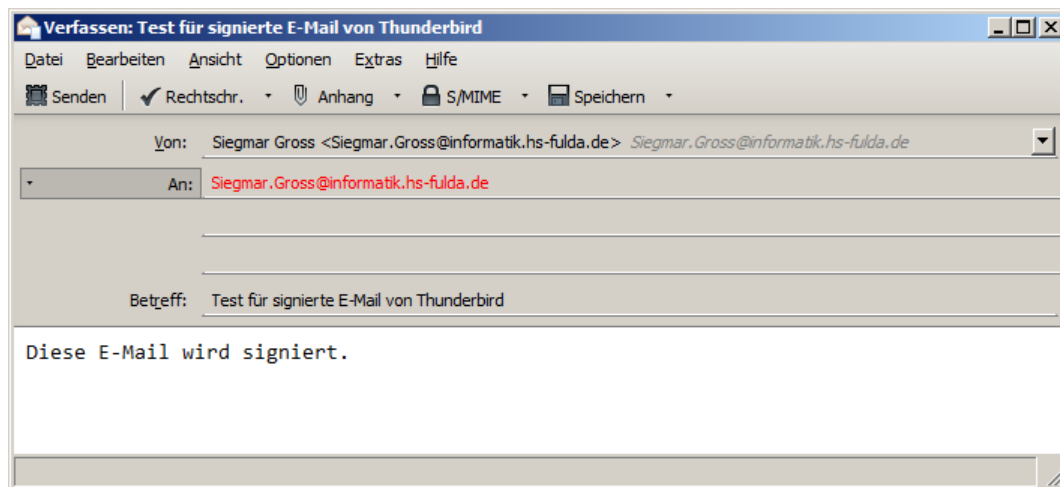 Verfassen: Test für signierte E-Mail von Thunderbird
Datei Bearbeiten Ansicht Optionen Extras Hilfe
Senden Rechtschr. Anhang S/MIME Speichern
Von: Siegmar Gross <Siegmar.Gross@informatik.hs-fulda.de> Siegmar.Gross@informatik.hs-fulda.de
An: Siegmar.Gross@informatik.hs-fulda.de
Betreff: Test für signierte E-Mail von Thunderbird
Diese E-Mail wird signiert.